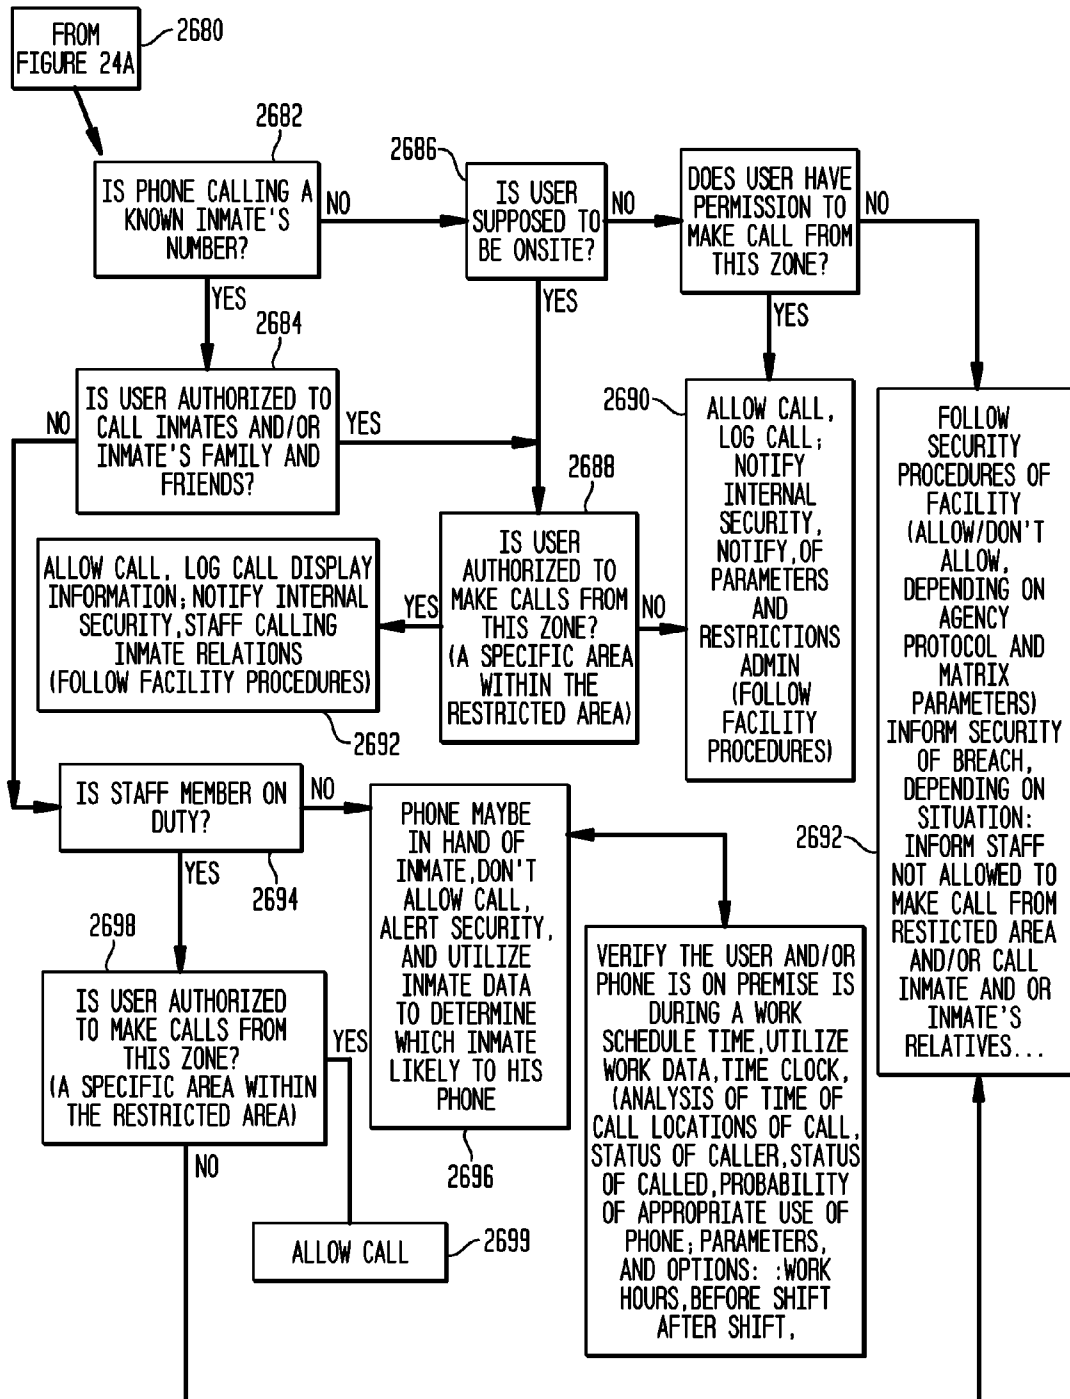 FROM
FIGURE 24A
2680
2682
IS PHONE CALLING A
KNOWN INMATE'S
NUMBER?
NO
YES
2686
IS USER
SUPPOSED TO
BE ONSITE?
NO
YES
DOES USER HAVE
PERMISSION TO
MAKE CALL FROM
THIS ZONE?
NO
YES
2684
IS USER AUTHORIZED TO
CALL INMATES AND/OR
INMATE'S FAMILY AND
FRIENDS?
NO
YES
2688
IS USER
AUTHORIZED TO
MAKE CALLS FROM
THIS ZONE?
(A SPECIFIC AREA
WITHIN THE
RESTRICTED AREA)
YES
NO
2690
ALLOW CALL,
LOG CALL;
NOTIFY
INTERNAL
SECURITY,
NOTIFY,OF
PARAMETERS
AND
RESTRICTIONS
ADMIN
(FOLLOW
FACILITY
PROCEDURES)
FOLLOW
SECURITY
PROCEDURES OF
FACILITY
(ALLOW/DON'T
ALLOW,
DEPENDING ON
AGENCY
PROTOCOL AND
MATRIX
PARAMETERS)
INFORM SECURITY
OF BREACH,
DEPENDING ON
SITUATION:
INFORM STAFF
NOT ALLOWED TO
MAKE CALL FROM
RESTICTED AREA
AND/OR CALL
INMATE AND OR
INMATE'S
RELATIVES...
2692
ALLOW CALL, LOG CALL DISPLAY
INFORMATION;NOTIFY INTERNAL
SECURITY,STAFF CALLING
INMATE RELATIONS
(FOLLOW FACILITY PROCEDURES)
2692
IS STAFF MEMBER ON
DUTY?
NO
YES
2694
PHONE MAYBE
IN HAND OF
INMATE,DON'T
ALLOW CALL,
ALERT SECURITY,
AND UTILIZE
INMATE DATA
TO DETERMINE
WHICH INMATE
LIKELY TO HIS
PHONE
2696
VERIFY THE USER AND/OR
PHONE IS ON PREMISE IS
DURING A WORK
SCHEDULE TIME,UTILIZE
WORK DATA,TIME CLOCK,
(ANALYSIS OF TIME OF
CALL LOCATIONS OF CALL,
STATUS OF CALLER,STATUS
OF CALLED,PROBABILITY
OF APPROPRIATE USE OF
PHONE;PARAMETERS,
AND OPTIONS: :WORK
HOURS,BEFORE SHIFT
AFTER SHIFT,
2698
IS USER AUTHORIZED
TO MAKE CALLS FROM
THIS ZONE?
(A SPECIFIC AREA WITHIN
THE RESTRICTED AREA)
YES
NO
ALLOW CALL
2699